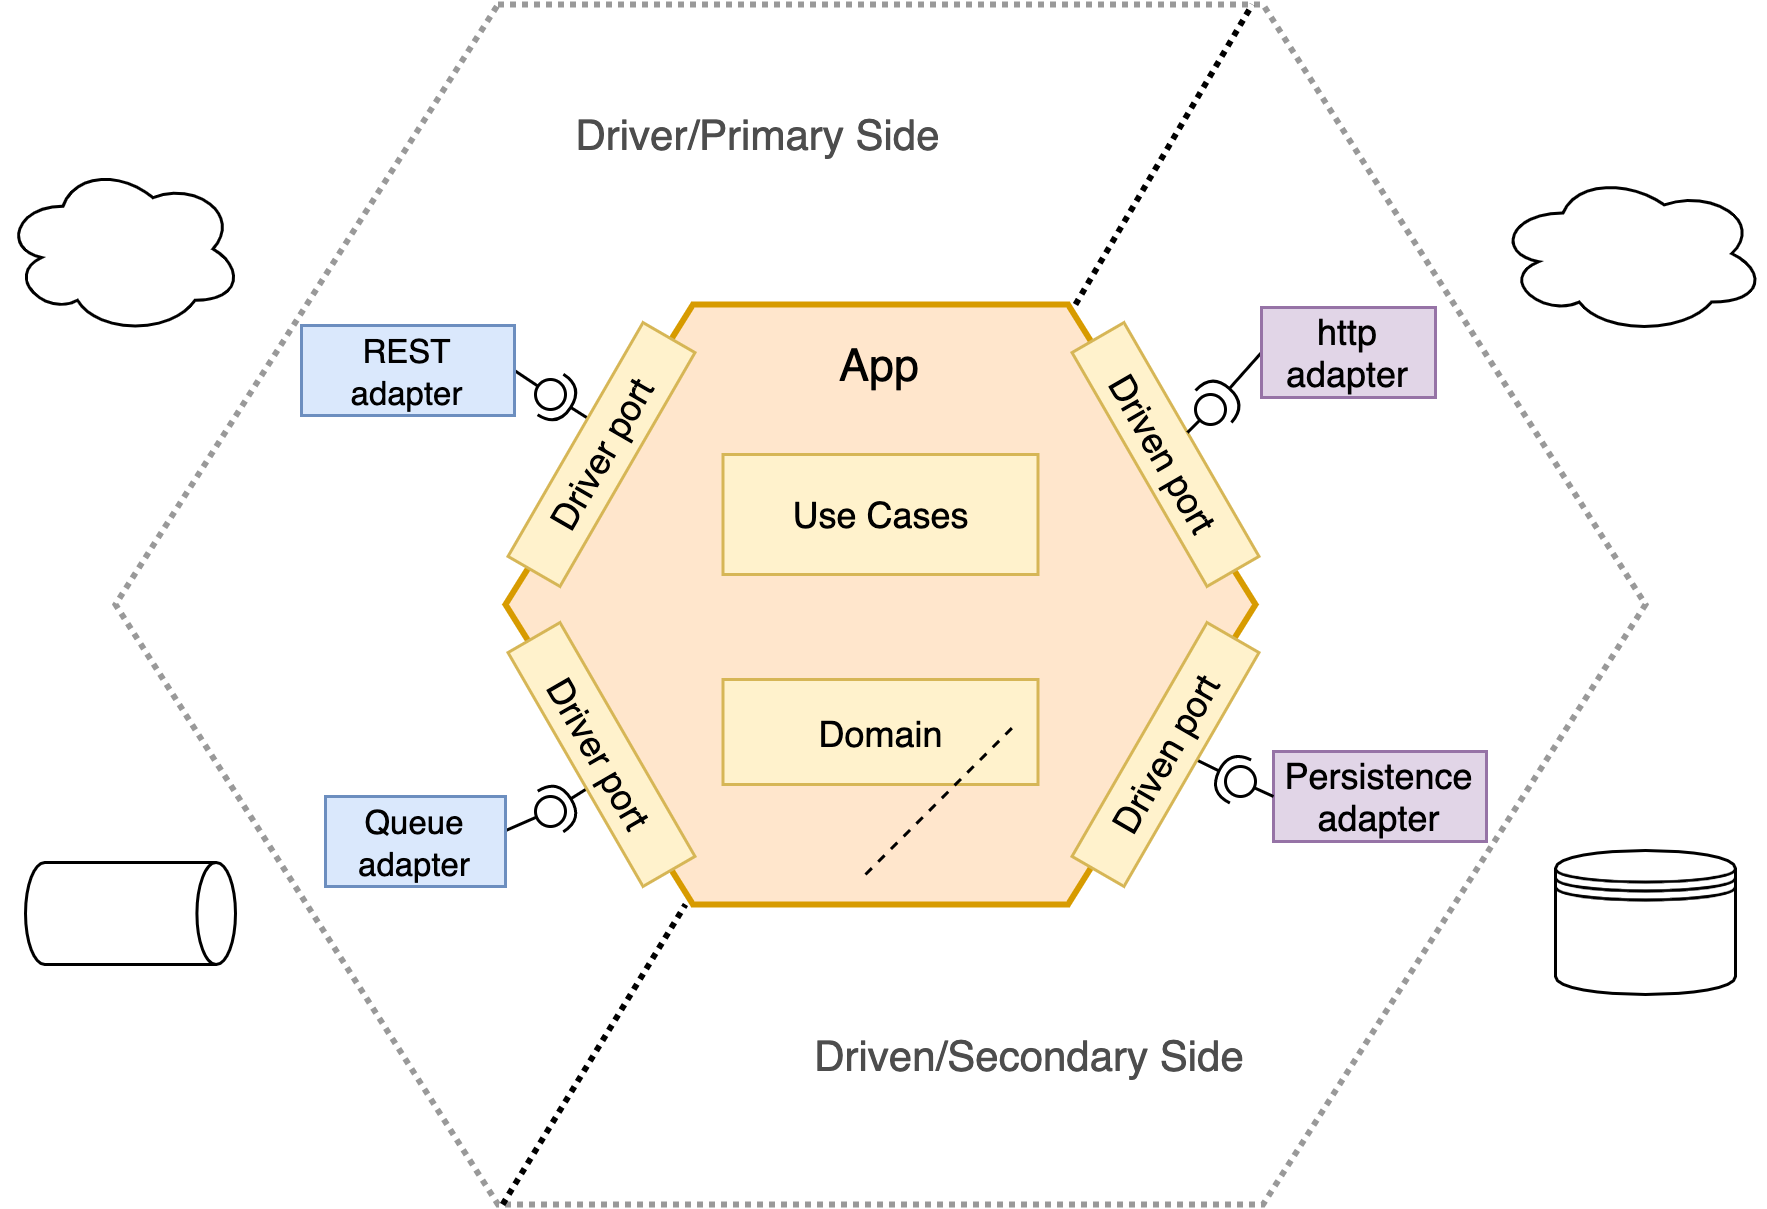 Driver/Primary Side
REST
adapter
http
adapter
App
Driver port
Driven port
Use Cases
Driver port
Domain
Driven port
Queue
adapter
Persistence
adapter
Driven/Secondary Side